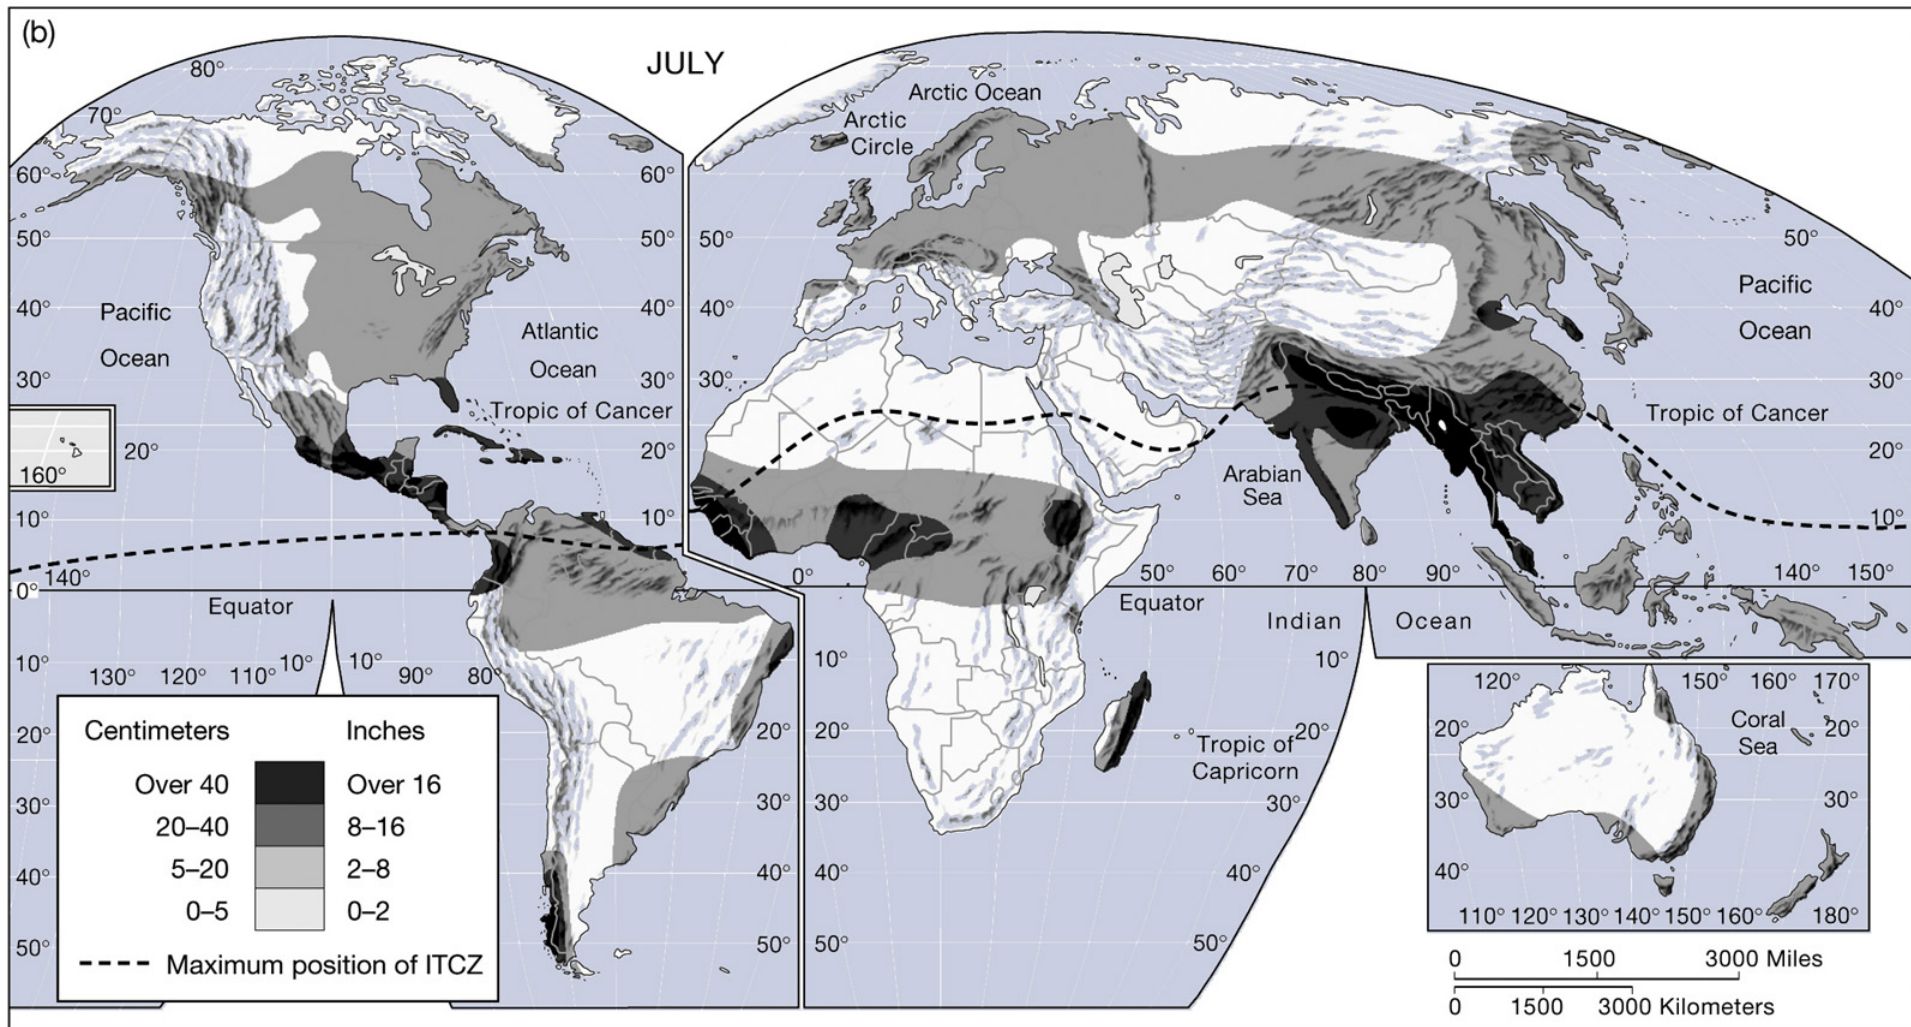 (b)
JULY
80°
70°
60°
50°
40°
30°
20°
160°
10°
0°
140°
Pacific
Ocean
Atlantic
Ocean
Tropic of Cancer
60°
50°
40°
30°
20°
10°
Equator
130°
120°
110°
10°
10°
90°
80°
10°
20°
30°
40°
50°
20°
30°
40°
50°
Arctic Ocean
Arctic
Circle
60°
50°
40°
30°
0°
10°
20°
30°
40°
50°
Arabian
Sea
50°
40°
30°
20°
10°
Pacific
Ocean
Tropic of Cancer
50°
60°
70°
80°
90°
140°
150°
Equator
Indian
Ocean
10°
20°
Tropic of
Capricorn
30°
40°
50°
120°
150°
160°
170°
20°
30°
40°
Coral
Sea
20°
30°
40°
110°
120°
130°
140°
150°
160°
180°
Centimeters
Inches
Over 40
Over 16
20–40
8–16
5–20
2–8
0–5
0–2
Maximum position of ITCZ
0
1500
3000 Miles
0
1500
3000 Kilometers